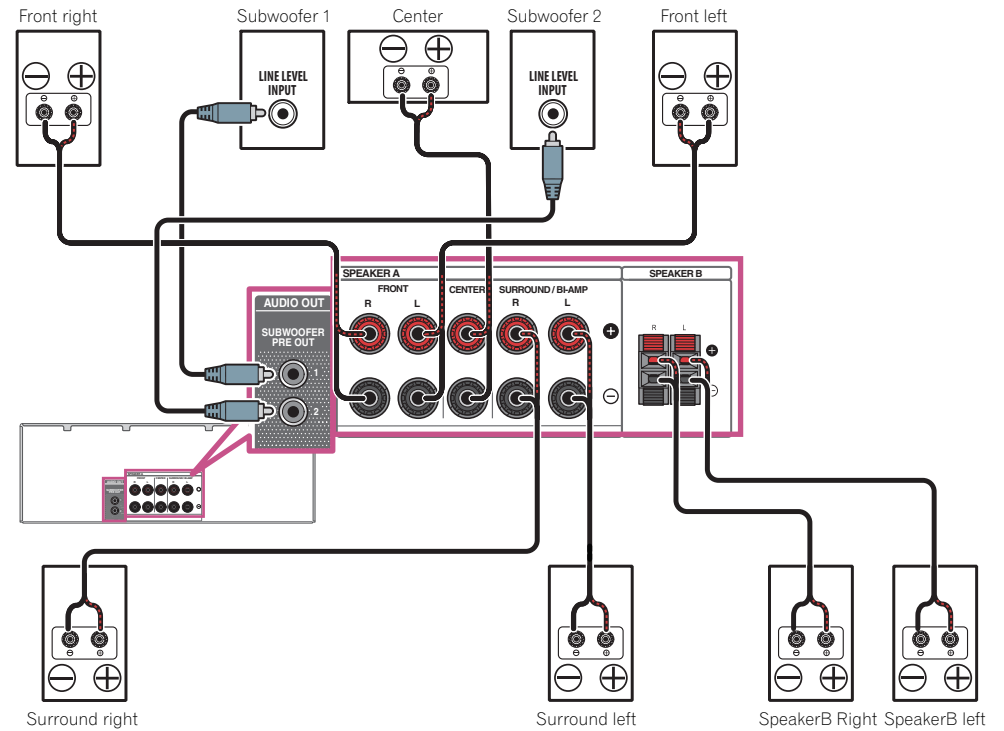 Front right
Subwoofer 1
Center
Subwoofer 2
Front left
LINE LEVEL
INPUT
LINE LEVEL
INPUT
SPEAKER A
SPEAKER B
FRONT
CENTER
SURROUND / BI-AMP
R
L
R
L
R
L
AUDIO OUT
SUBWOOFER
PRE OUT
1
2
Surround right
Surround left
SpeakerB Right
SpeakerB left